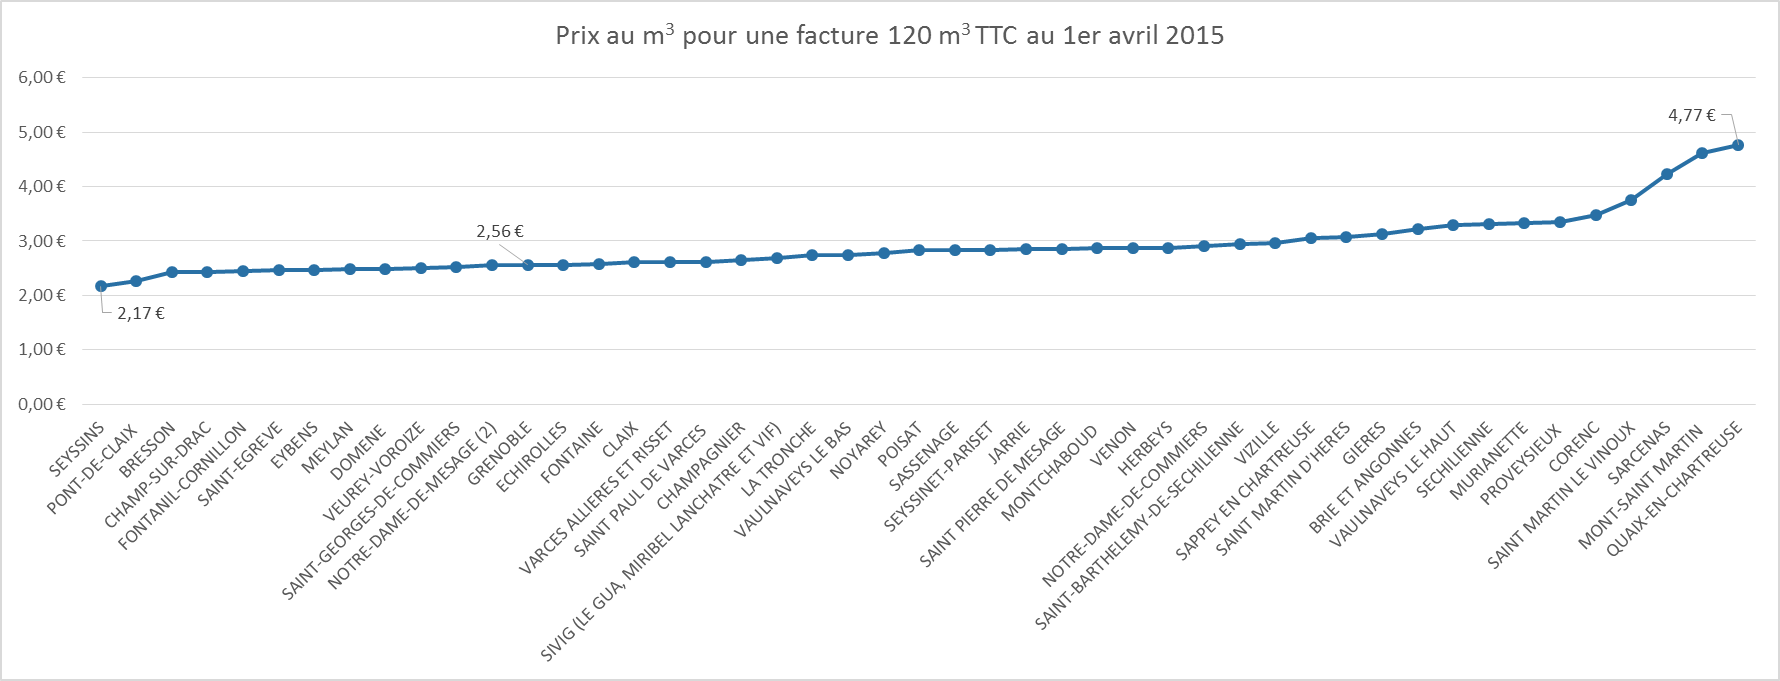 Prix au m³ pour une facture 120 m³ TTC au 1er avril 2015
6,00 €
5,00 €
4,00 €
3,00 €
2,00 €
1,00 €
0,00 €
2,17 €
2,56 €
4,77 €
SEYSSINS
PONT-DE-CLAIX
BRESSON
CHAMP-SUR-DRAC
FONTANIL-CORNILLON
SAINT-EGREVE
EYBENS
MEYLAN
DOMENE
VEUREY-VOROIZE
SAINT-GEORGES-DE-COMMIERS
NOTRE-DAME-DE-MESAGE (2)
GRENOBLE
ECHIROLLES
FONTAINE
CLAIX
VARCES ALLIERES ET RISSET
SAINT PAUL DE VARCES
CHAMPAGNIER
SIVIG (LE GUA, MIRIBEL LANCHATRE ET VIF)
LA TRONCHE
VAULNAVEYS LE BAS
NOYAREY
POISAT
SASSENAGE
SEYSSINET-PARISET
JARRIE
SAINT PIERRE DE MESAGE
MONTCHABOUD
VENON
HERBEYS
NOTRE-DAME-DE-COMMIERS
SAINT-BARTHELEMY-DE-SECHILIENNE
VIZILLE
SAPPEY EN CHARTREUSE
SAINT MARTIN D'HERES
GIERES
BRIE ET ANGONNES
VAULNAVEYS LE HAUT
SECHILIENNE
MURIANETTE
PROVEYSIEUX
CORENC
SAINT MARTIN LE VINOUX
SARCENAS
MONT-SAINT MARTIN
QUAIX-EN-CHARTREUSE